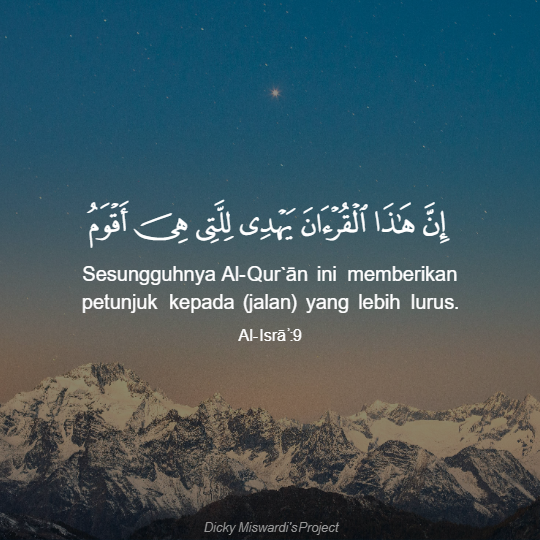 إِنَّ هَٰذَا ٱلْقُرْءَانَ يَهْدِى لِلَّتِى هِىَ أَقْوَمُ
Sesungguhnya Al-Qur`ān ini memberikan
petunjuk kepada (jalan) yang lebih lurus.
Al-Isrāʾ:9
Dicky Miswardi'sProject